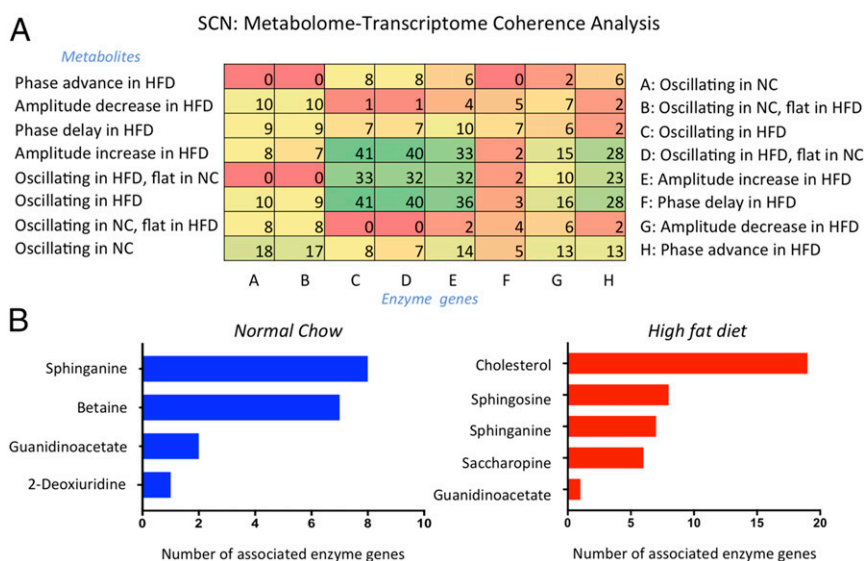 A
SCN: Metabolome-Transcriptome Coherence Analysis
Metabolites
Phase advance in HFD 0 0 8 8 6 0 2 6
Amplitude decrease in HFD 10 10 1 1 4 5 7 2
Phase delay in HFD 9 9 7 7 10 7 6 2
Amplitude increase in HFD 8 7 41 40 33 2 15 28
Oscillating in HFD, flat in NC 0 0 33 32 32 2 10 23
Oscillating in HFD 10 9 41 40 36 3 16 28
Oscillating in NC, flat in HFD 8 8 0 0 2 4 6 2
Oscillating in NC 18 17 8 7 14 5 13 13
A B C D E F G H
Enzyme genes
A: Oscillating in NC
B: Oscillating in NC, flat in HFD
C: Oscillating in HFD
D: Oscillating in HFD, flat in NC
E: Amplitude increase in HFD
F: Phase delay in HFD
G: Amplitude decrease in HFD
H: Phase advance in HFD
B
Normal Chow
Sphinganine
Betaine
Guanidinoacetate
2-Deoxiuridine
0 2 4 6 8 10
Number of associated enzyme genes
High fat diet
Cholesterol
Sphingosine
Sphinganine
Saccharopine
Guanidinoacetate
0 5 10 15 20
Number of associated enzyme genes